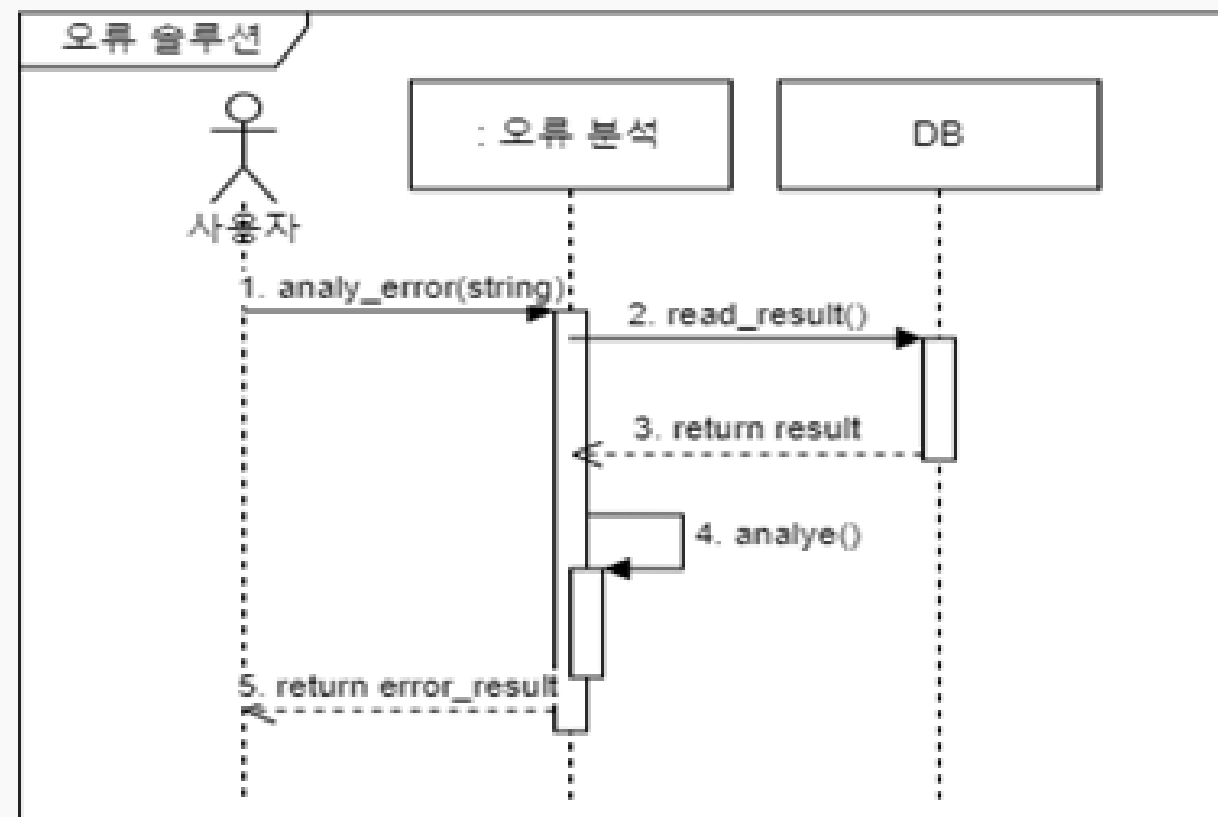 오류 솔루션
: 오류 분석
DB
사용자
1. analy_error(string)
2. read_result()
3. return result
4. analye()
5. return error_result